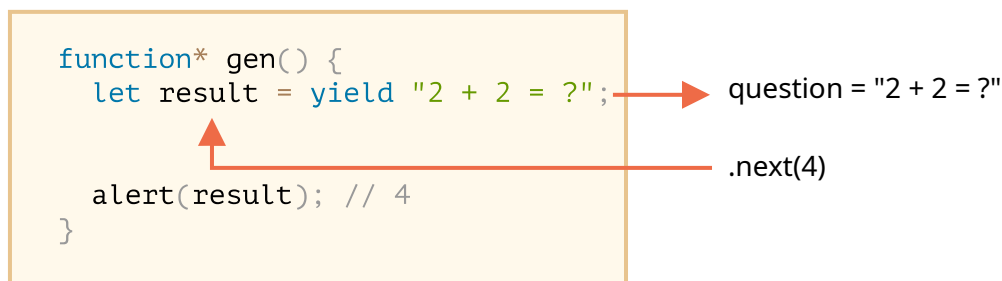 function* gen() {
let result = yield "2 + 2 = ?";
question = "2 + 2 = ?"
.next(4)
alert(result); // 4
}